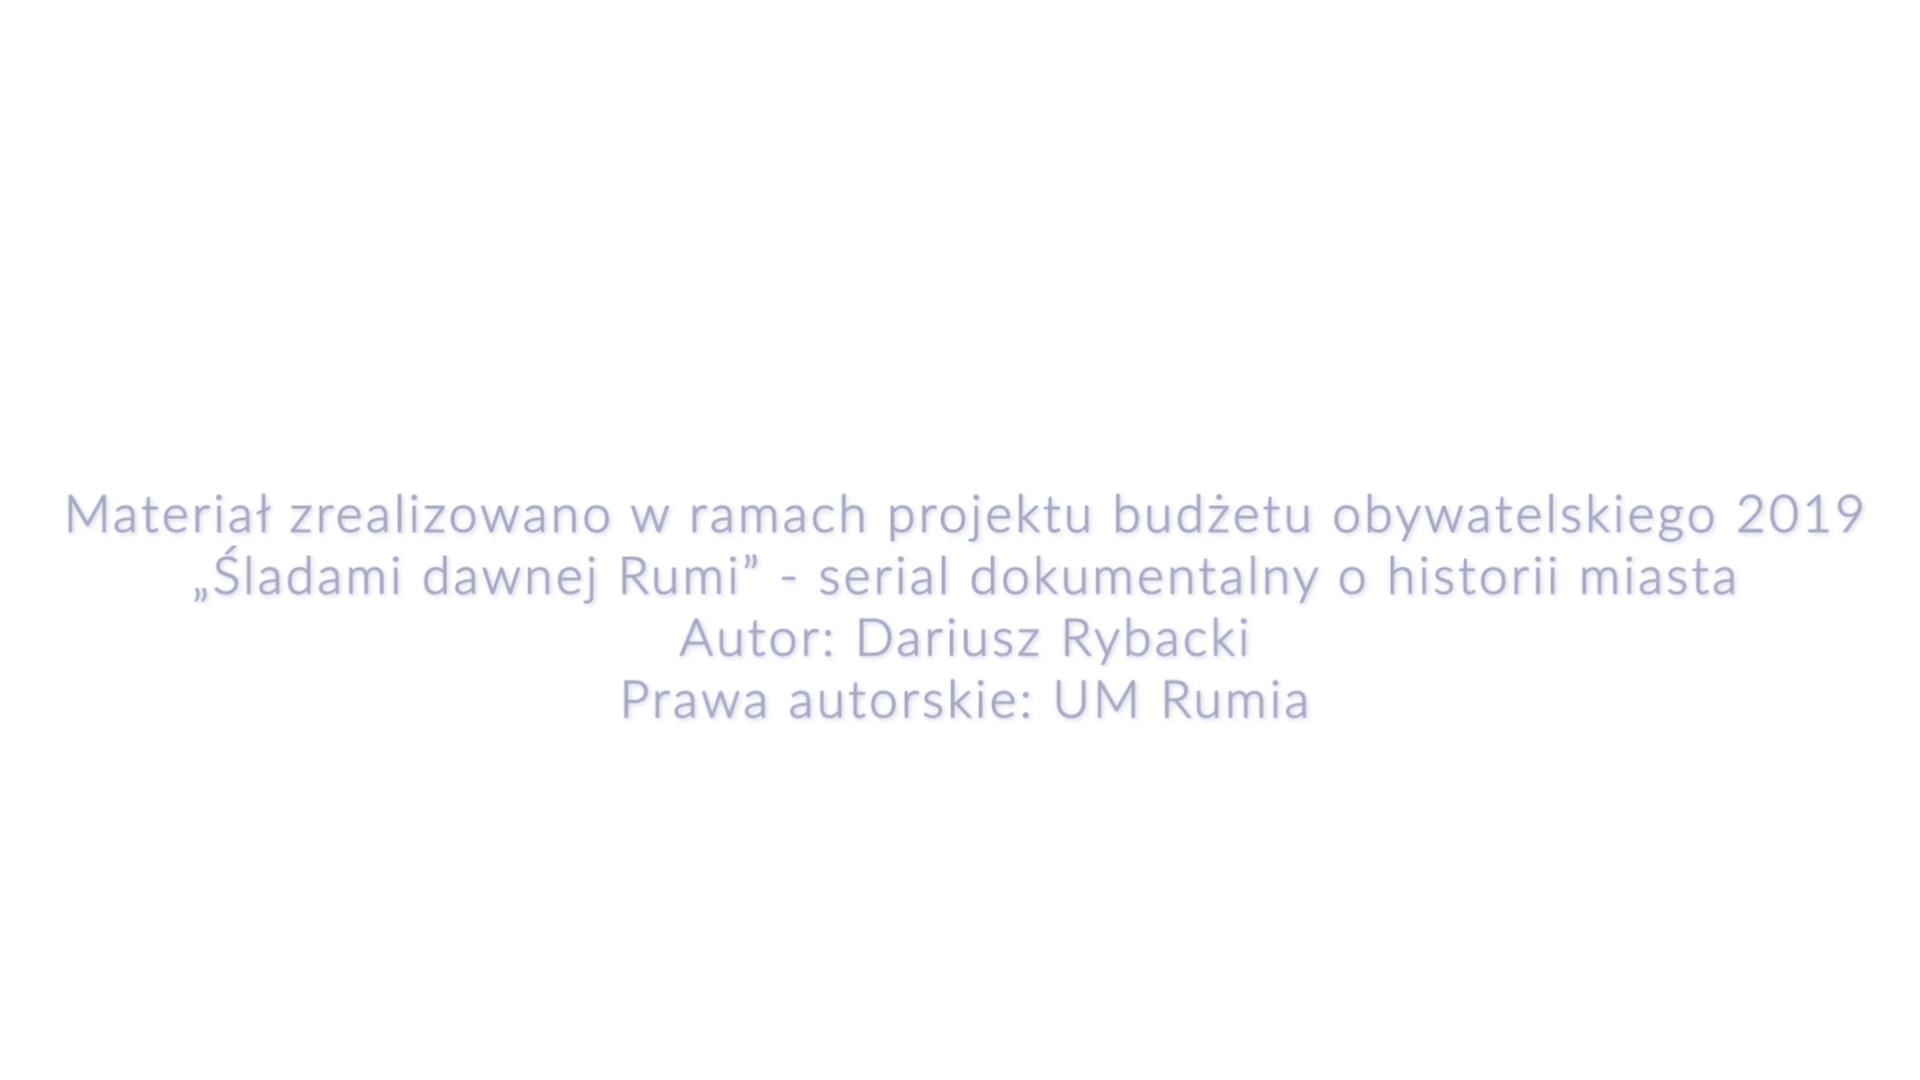 Materiał zrealizowano w ramach projektu budżetu obywatelskiego 2019
„Śladami dawnej Rumi” - serial dokumentalny o historii miasta
Autor: Dariusz Rybacki
Prawa autorskie: UM Rumia